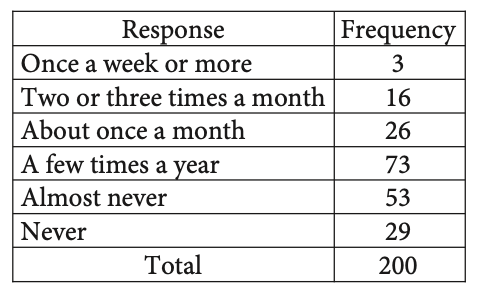 Response Frequency
Once a week or more 3
Two or three times a month 16
About once a month 26
A few times a year 73
Almost never 53
Never 29
Total 200